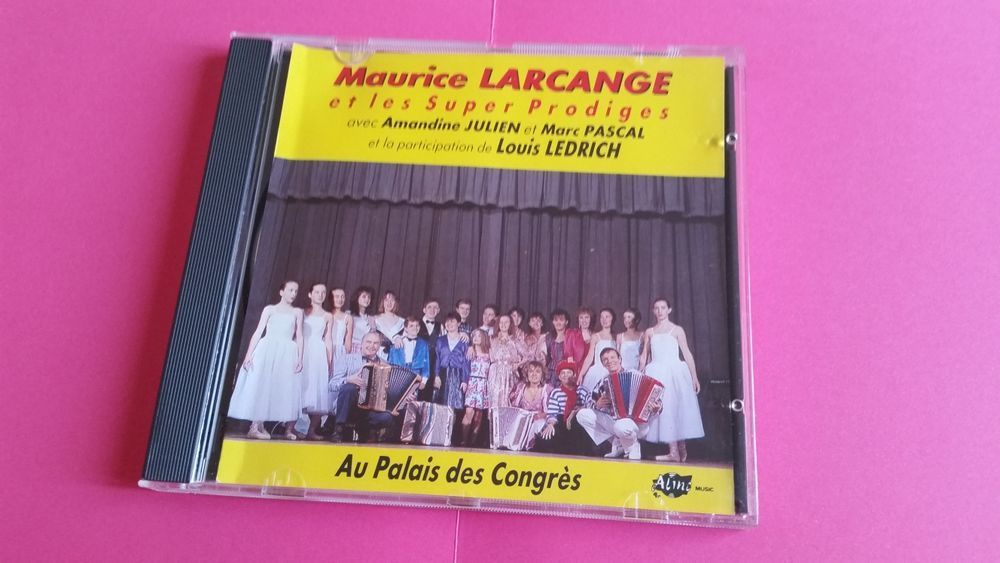 Maurice LARCANGE
et les Super Prodiges
avec Amandine JULIEN et Marc PASCAL
et la participation de Louis LEDRICH
Au Palais des Congrès
MUSIC